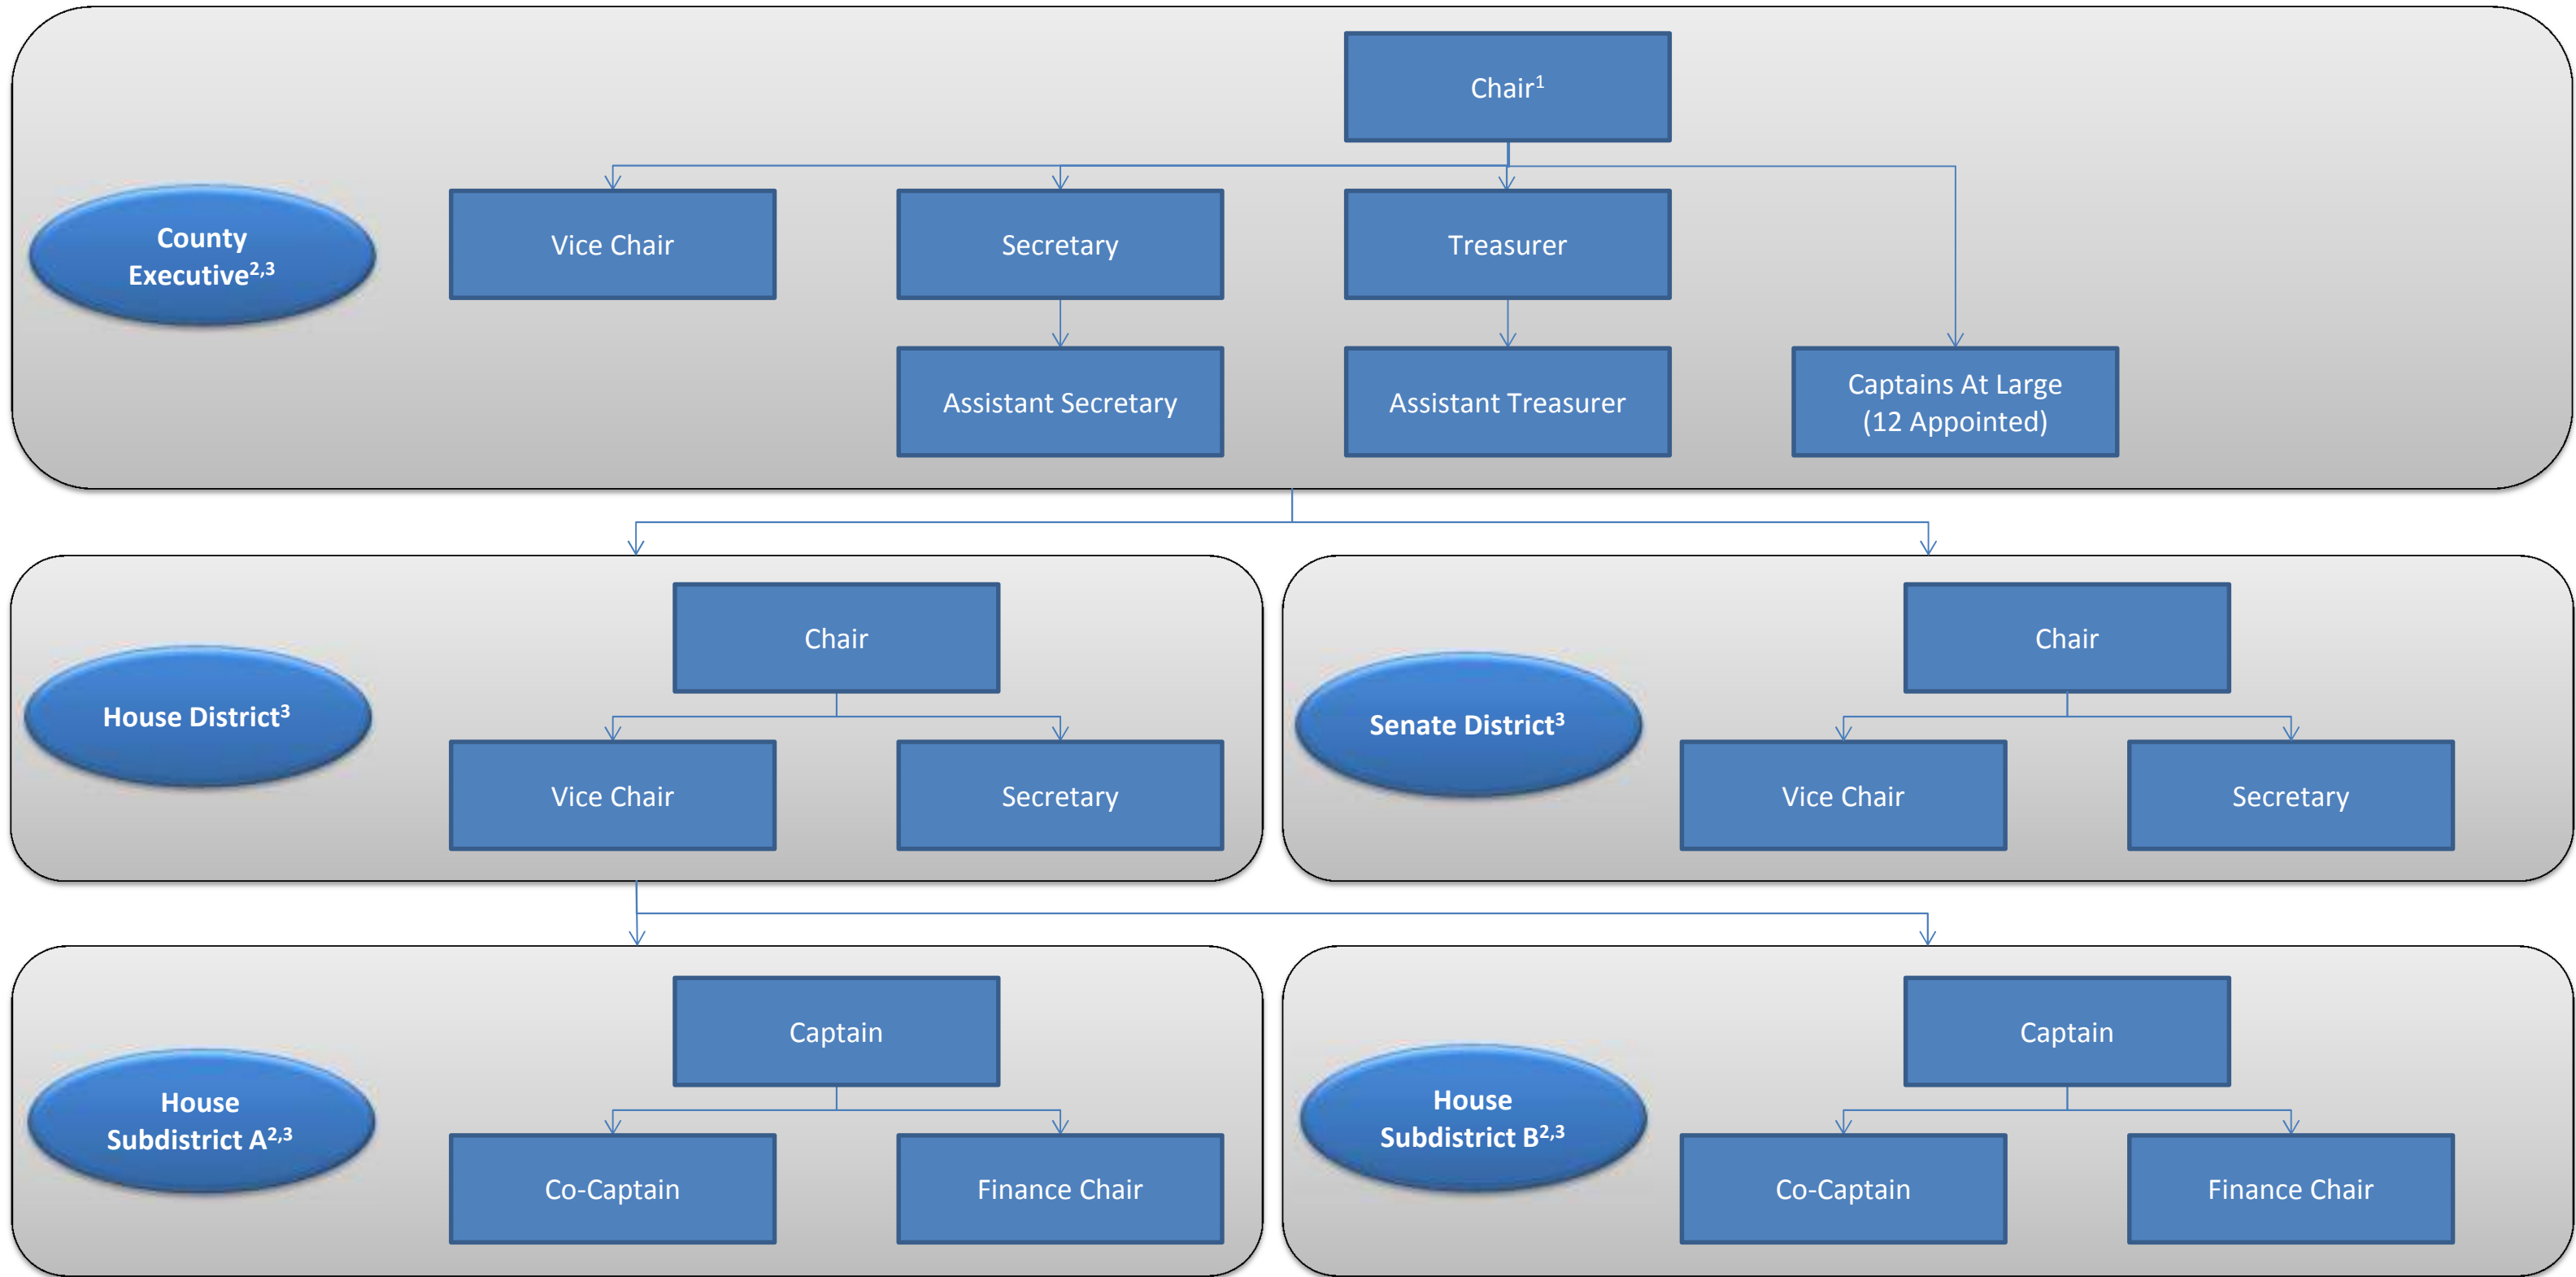 Chair¹
County
Executive²,³
Vice Chair
Secretary
Treasurer
Assistant Secretary
Assistant Treasurer
Captains At Large
(12 Appointed)
House District³
Chair
Vice Chair
Secretary
Senate District³
Chair
Vice Chair
Secretary
House
Subdistrict A²,³
Captain
Co-Captain
Finance Chair
House
Subdistrict B²,³
Captain
Co-Captain
Finance Chair